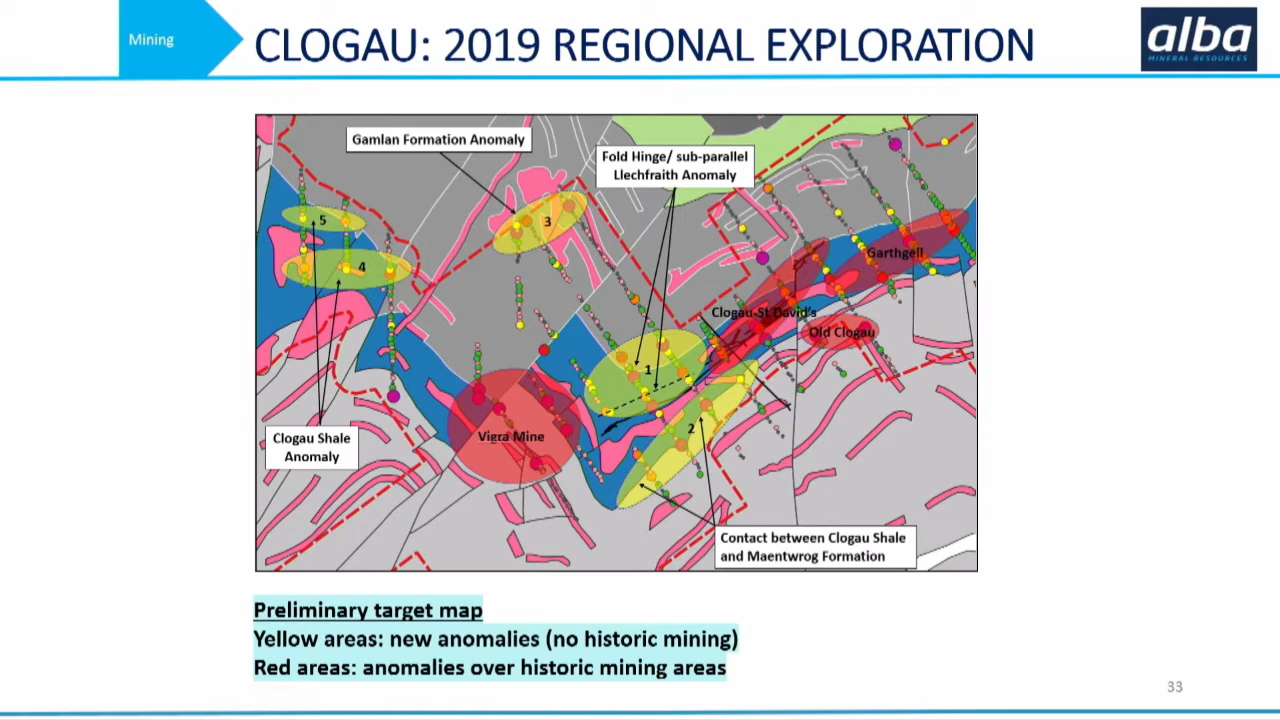 Mining
CLOGAU: 2019 REGIONAL EXPLORATION
alba
MINERAL RESOURCES
Gamlan Formation Anomaly
Fold Hinge/ sub-parallel
Llechfraith Anomaly
5
3
4
Garthgell
Clogau-St David's
Old Clogau
1
2
Vigra Mine
Clogau Shale
Anomaly
Contact between Clogau Shale
and Maentwrog Formation
Preliminary target map
Yellow areas: new anomalies (no historic mining)
Red areas: anomalies over historic mining areas
33